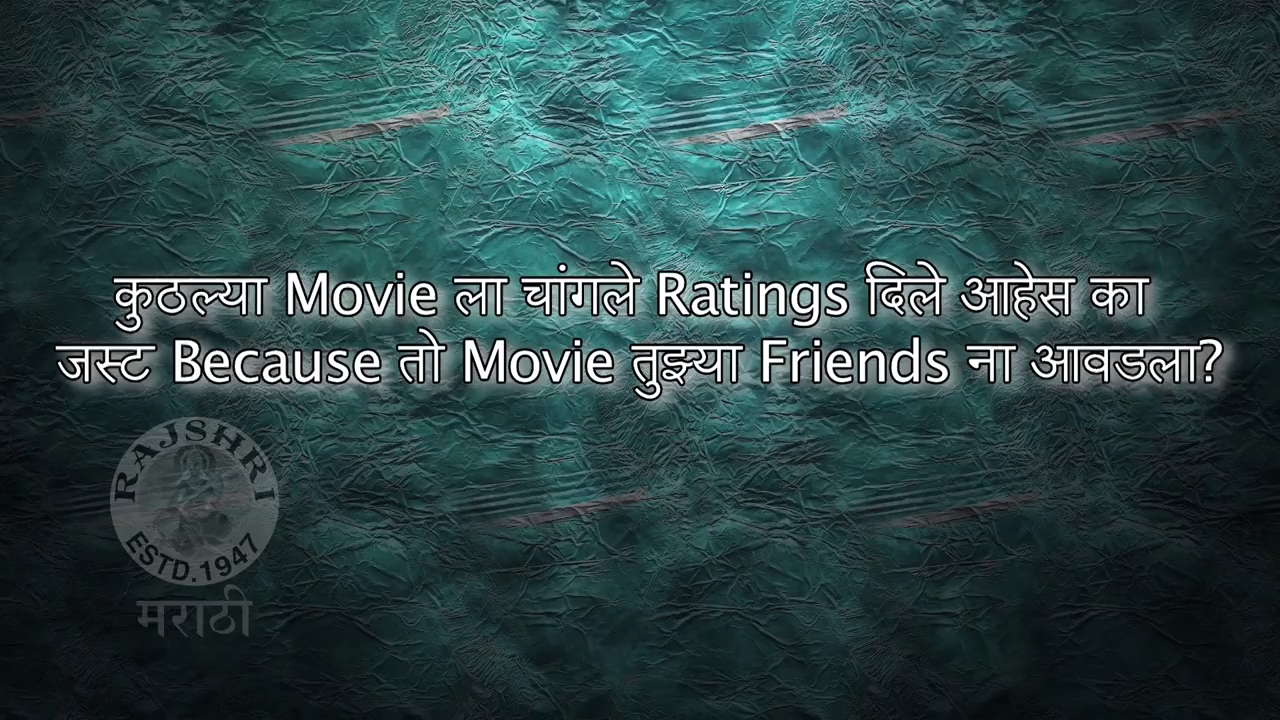 कुठल्या Movie ला चांगले Ratings दिले आहेस का
जस्ट Because तो Movie तुझ्या Friends ना आवडला?
RAJSHRI
ESTD.1947
मराठी